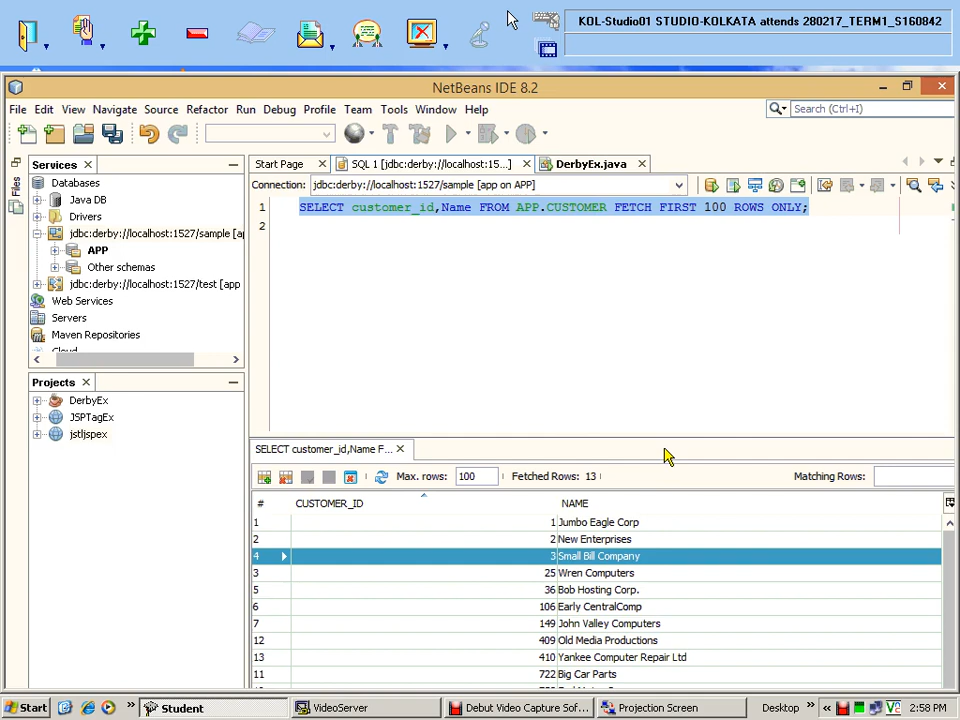 KOL-Studio01 STUDIO-KOLKATA attends 280217_TERM1_S160842
NetBeans IDE 8.2
File Edit View Navigate Source Refactor Run Debug Profile Team Tools Window Help
Search (Ctrl+I)
Files
Services
Databases
Java DB
Drivers
jdbc:derby://localhost:1527/sample [ap
APP
Other schemas
jdbc:derby://localhost:1527/test [app
Web Services
Servers
Maven Repositories
Cloud
Projects
DerbyEx
JSPTagEx
jstljspex
Start Page SQL 1 [jdbc:derby://localhost:15...] DerbyEx.java
Connection: jdbc:derby://localhost:1527/sample [app on APP]
1 SELECT customer_id,Name FROM APP.CUSTOMER FETCH FIRST 100 ROWS ONLY;
2
SELECT customer_id,Name F...
Max. rows: 100 Fetched Rows: 13 Matching Rows:
# CUSTOMER_ID NAME
1 1 Jumbo Eagle Corp
2 2 New Enterprises
4 3 Small Bill Company
3 25 Wren Computers
5 36 Bob Hosting Corp.
6 106 Early CentralComp
7 149 John Valley Computers
12 409 Old Media Productions
13 410 Yankee Computer Repair Ltd
11 722 Big Car Parts
Start Student VideoServer Debut Video Capture Sof... Projection Screen Desktop 2:58 PM